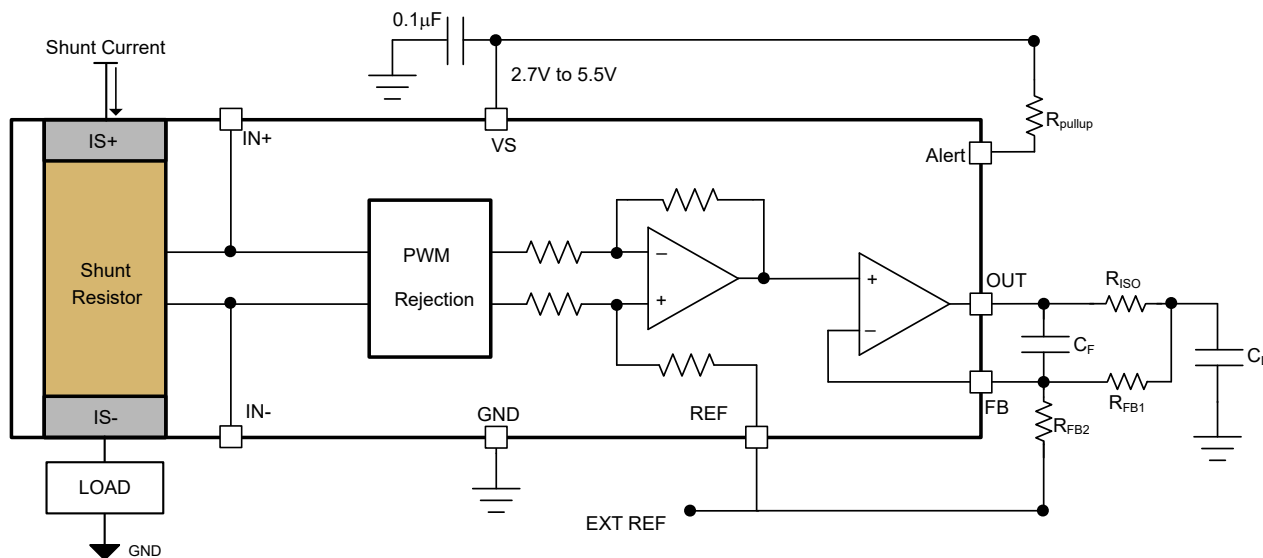 0.1μF
Shunt Current
2.7V to 5.5V
IS+
IN+
VS
Alert
Rpullup
Shunt
Resistor
PWM
Rejection
−
+
+
−
OUT
RISO
CF
FB
RFB1
RFB2
IS-
IN-
GND
REF
LOAD
EXT REF
GND